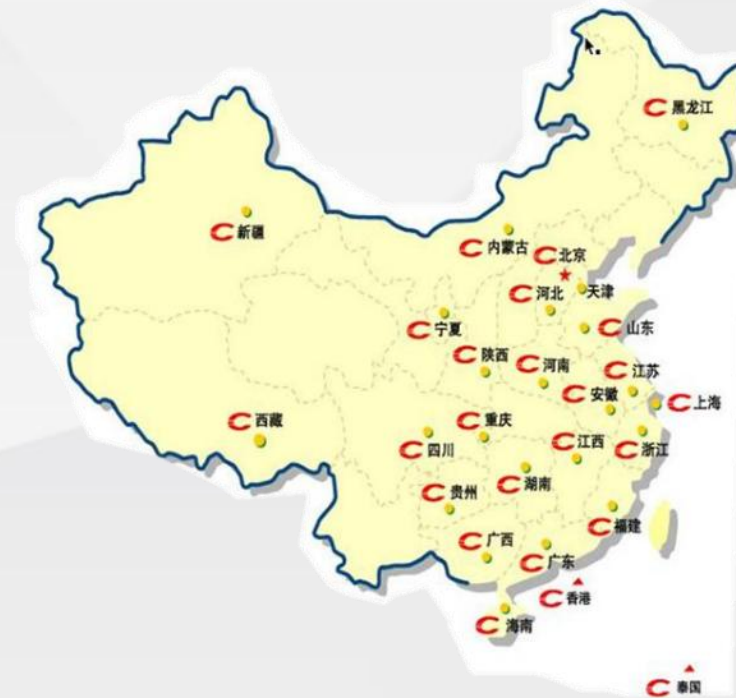 黑龙江
新疆
内蒙古
北京
河北
天津
宁夏
山东
陕西
河南
江苏
安徽
上海
西藏
重庆
四川
江西
浙江
贵州
湖南
福建
广西
广东
香港
海南
泰国